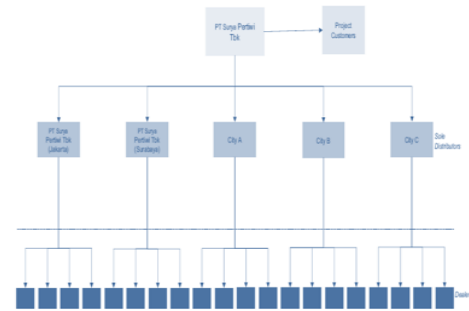 PT Surya Pertiwi
Tbk
Project
Customers
PT Surya
Pertiwi Tbk
(Jakarta)
PT Surya
Pertiwi Tbk
(Surabaya)
City A
City B
City C
Sole
Distributors
Dealer